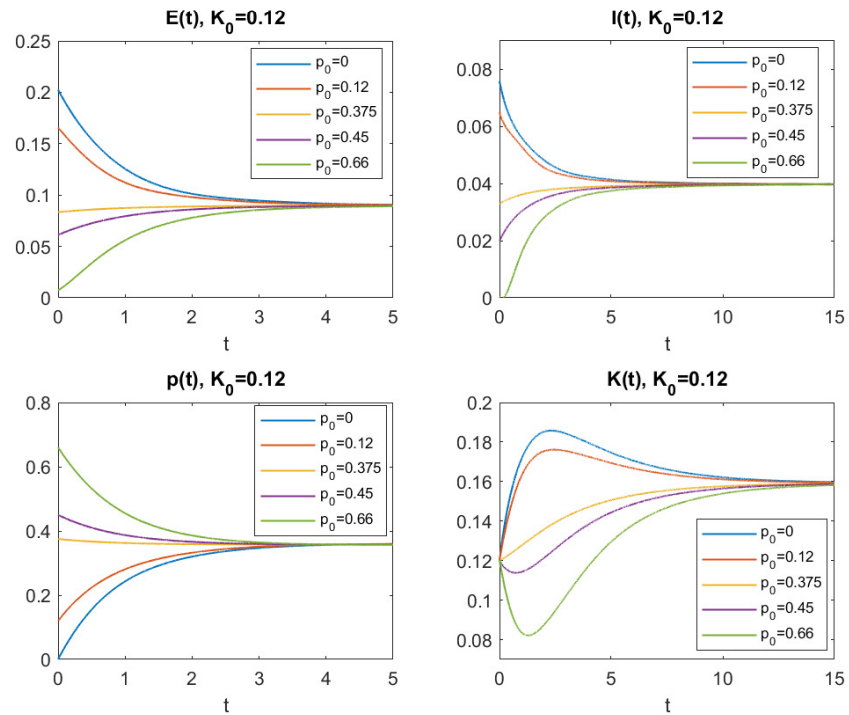 E(t), K0=0.12
0.25
0.2
0.15
0.1
0.05
0
0 1 2 3 4 5
t
p0=0
p0=0.12
p0=0.375
p0=0.45
p0=0.66
I(t), K0=0.12
0.08
0.06
0.04
0.02
0
0 5 10 15
t
p0=0
p0=0.12
p0=0.375
p0=0.45
p0=0.66
p(t), K0=0.12
0.8
0.6
0.4
0.2
0
0 1 2 3 4 5
t
p0=0
p0=0.12
p0=0.375
p0=0.45
p0=0.66
K(t), K0=0.12
0.2
0.18
0.16
0.14
0.12
0.1
0.08
0 5 10 15
t
p0=0
p0=0.12
p0=0.375
p0=0.45
p0=0.66